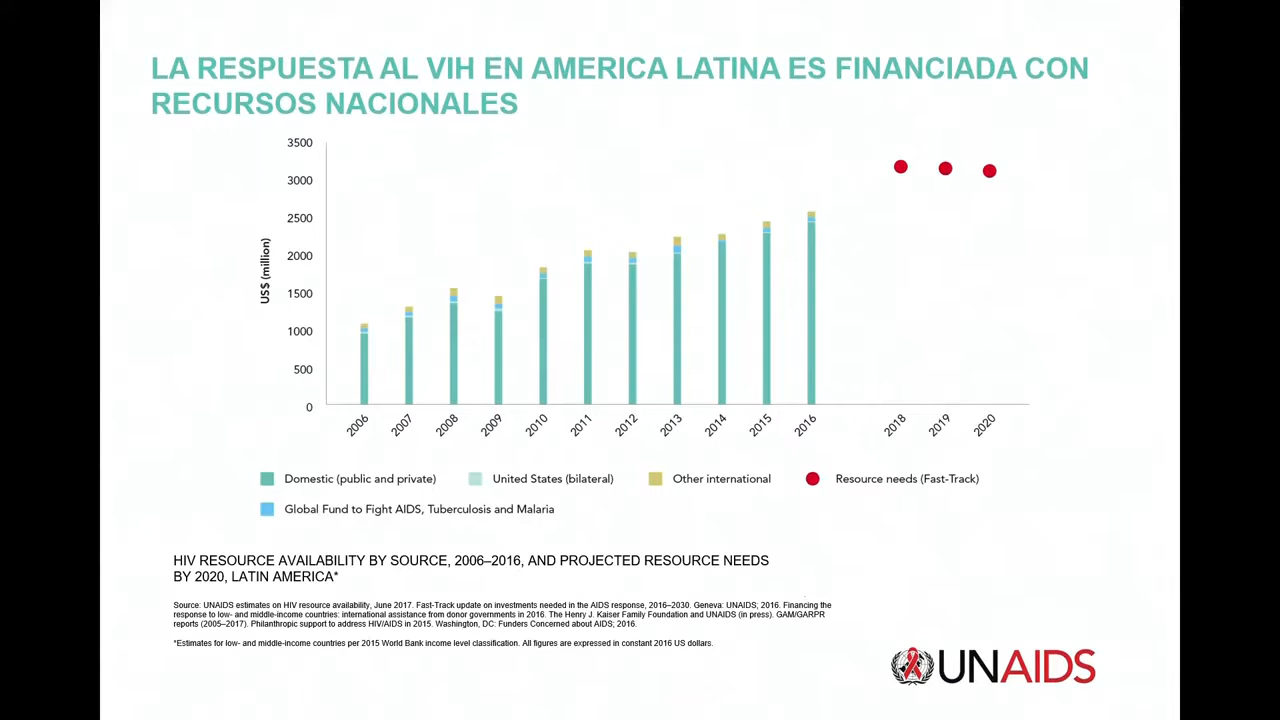 LA RESPUESTA AL VIH EN AMERICA LATINA ES FINANCIADA CON
RECURSOS NACIONALES
3500
3000
2500
2000
1500
1000
500
0
US$ (million)
2006
2007
2008
2009
2010
2011
2012
2013
2014
2015
2016
2018
2019
2020
Domestic (public and private)
United States (bilateral)
Other international
Resource needs (Fast-Track)
Global Fund to Fight AIDS, Tuberculosis and Malaria
HIV RESOURCE AVAILABILITY BY SOURCE, 2006–2016, AND PROJECTED RESOURCE NEEDS
BY 2020, LATIN AMERICA*
Source: UNAIDS estimates on HIV resource availability, June 2017. Fast-Track update on investments needed in the AIDS response, 2016–2030. Geneva: UNAIDS; 2016. Financing the
response to low- and middle-income countries: international assistance from donor governments in 2016. The Henry J. Kaiser Family Foundation and UNAIDS (in press). GAM/GARPR
reports (2005–2017). Philanthropic support to address HIV/AIDS in 2015. Washington, DC: Funders Concerned about AIDS; 2016.
*Estimates for low- and middle-income countries per 2015 World Bank income level classification. All figures are expressed in constant 2016 US dollars.
UNAIDS